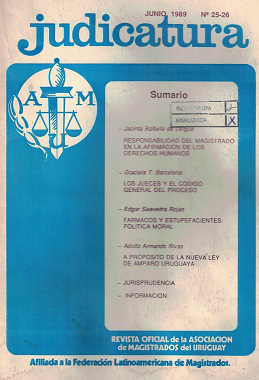 JUNIO, 1989 Nº 25-26
judicatura
A M
U
Sumario
REGISTRADA
ANALIZADA X
– Jacinta Balbela de Delgue
RESPONSABILIDAD DEL MAGISTRADO
EN LA AFIRMACION DE LOS
DERECHOS HUMANOS
– Graciela T. Barcelona
LOS JUECES Y EL CODIGO
GENERAL DEL PROCESO
– Edgar Saavedra Rojas
FARMACOS Y ESTUPEFACIENTES:
POLITICA MORAL
– Adolfo Armando Rivas
A PROPOSITO DE LA NUEVA LEY
DE AMPARO URUGUAYA
– JURISPRUDENCIA
– INFORMACION
REVISTA OFICIAL de la ASOCIACION
de MAGISTRADOS del URUGUAY
Afiliada a la Federación Latinoamericana de Magistrados.